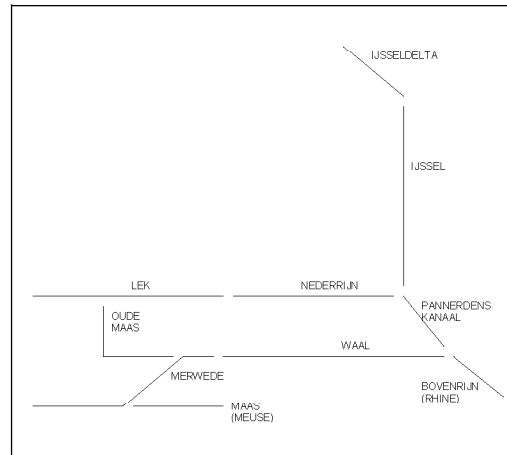 IJSSELDELTA
IJSSEL
LEK
NEDERRIJN
PANNERDENS
KANAAL
OUDE
MAAS
WAAL
MERWEDE
BOVENRIJN
(RHINE)
MAAS
(MEUSE)